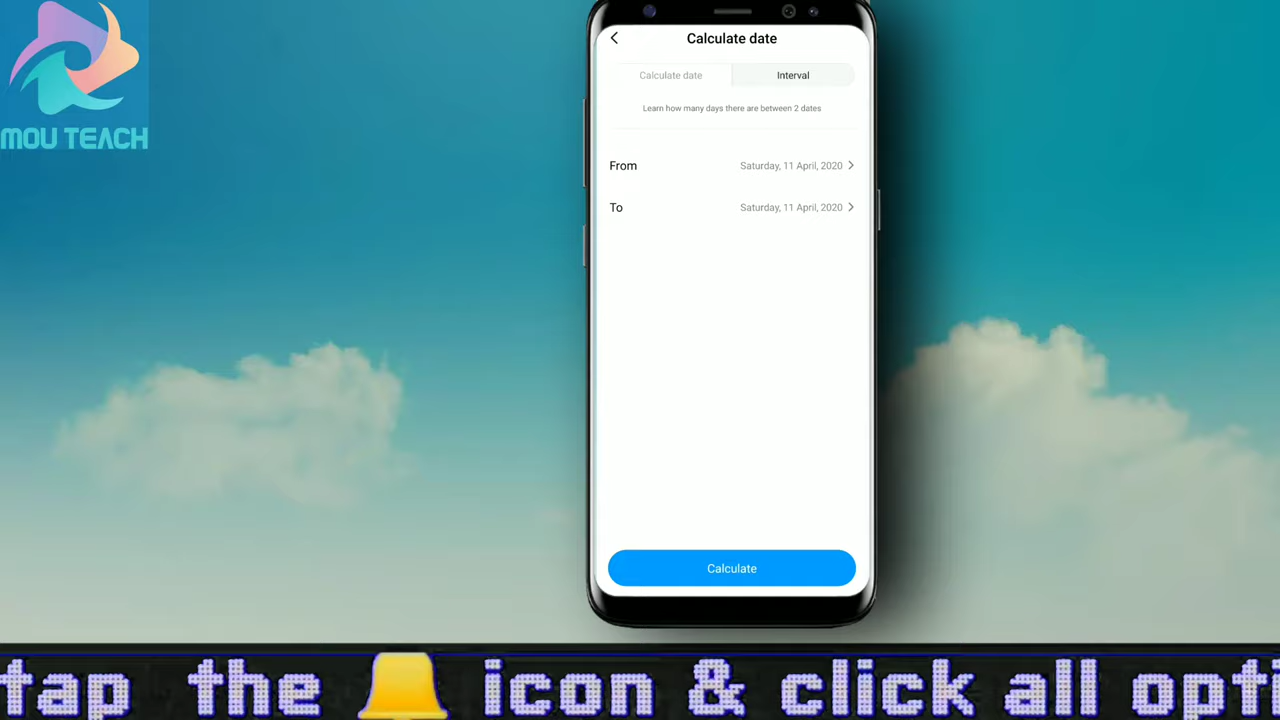 MOU TEACH
Calculate date
Calculate date
Interval
Learn how many days there are between 2 dates
From
Saturday, 11 April, 2020
To
Saturday, 11 April, 2020
Calculate
tap the 🔔 icon & click all opti